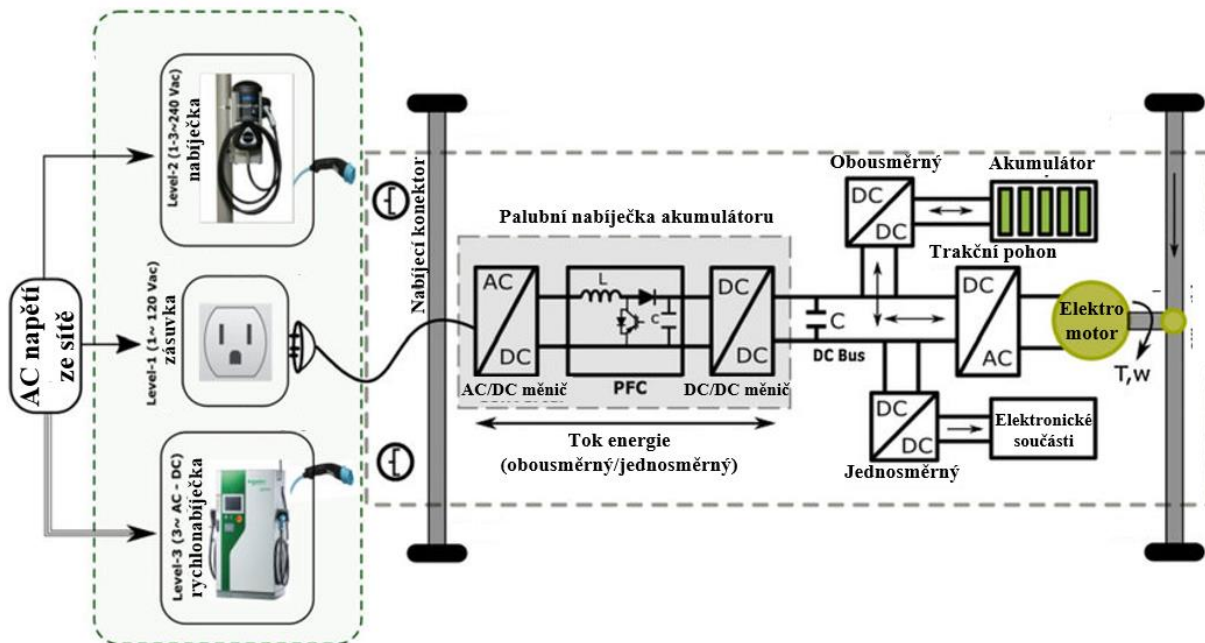 AC napětí
ze sítě
Level-2 (1-3~240 Vac)
nabíječka
Level-1 (1~ 120 Vac)
zásuvka
Level-3 (3~ AC - DC)
rychlonabíječka
Nabíjecí konektor
Palubní nabíječka akumulátoru
AC
DC
AC/DC měnič
L
C
PFC
DC
DC
DC/DC měnič
Tok energie
(obousměrný/jednosměrný)
C
DC Bus
Obousměrný
DC
DC
Akumulátor
Trakční pohon
DC
AC
Elektro
motor
T,w
DC
DC
Jednosměrný
Elektronické
součásti